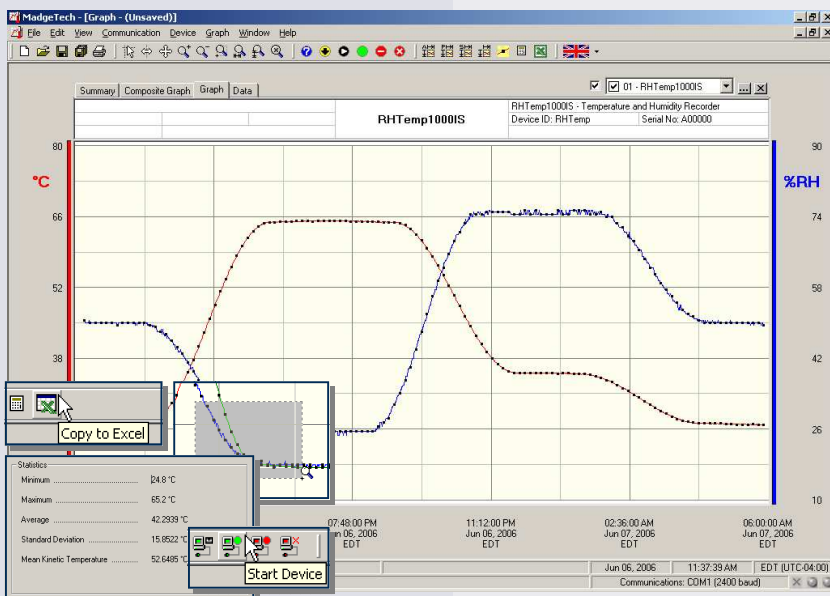 MadgeTech - [Graph - (Unsaved)]
File Edit View Communication Device Graph Window Help
Summary Composite Graph Graph Data
01 - RHTemp1000IS
RHTemp1000IS
RHTemp1000IS - Temperature and Humidity Recorder
Device ID: RHTemp Serial No: A00000
80 90
°C %RH
66 74
52 58
38 42
26
10
Copy to Excel
Statistics
Minimum 24.8 °C
Maximum 65.2 °C
Average 42.2939 °C
Standard Deviation 15.8522 °C
Mean Kinetic Temperature 52.6485 °C
Start Device
07:48:00 PM 11:12:00 PM 02:36:00 AM 06:00:00 AM
Jun 06, 2006 Jun 06, 2006 Jun 07, 2006 Jun 07, 2006
EDT EDT EDT EDT
Jun 06, 2006 11:37:39 AM EDT (UTC-04:00)
Communications: COM1 (2400 baud)